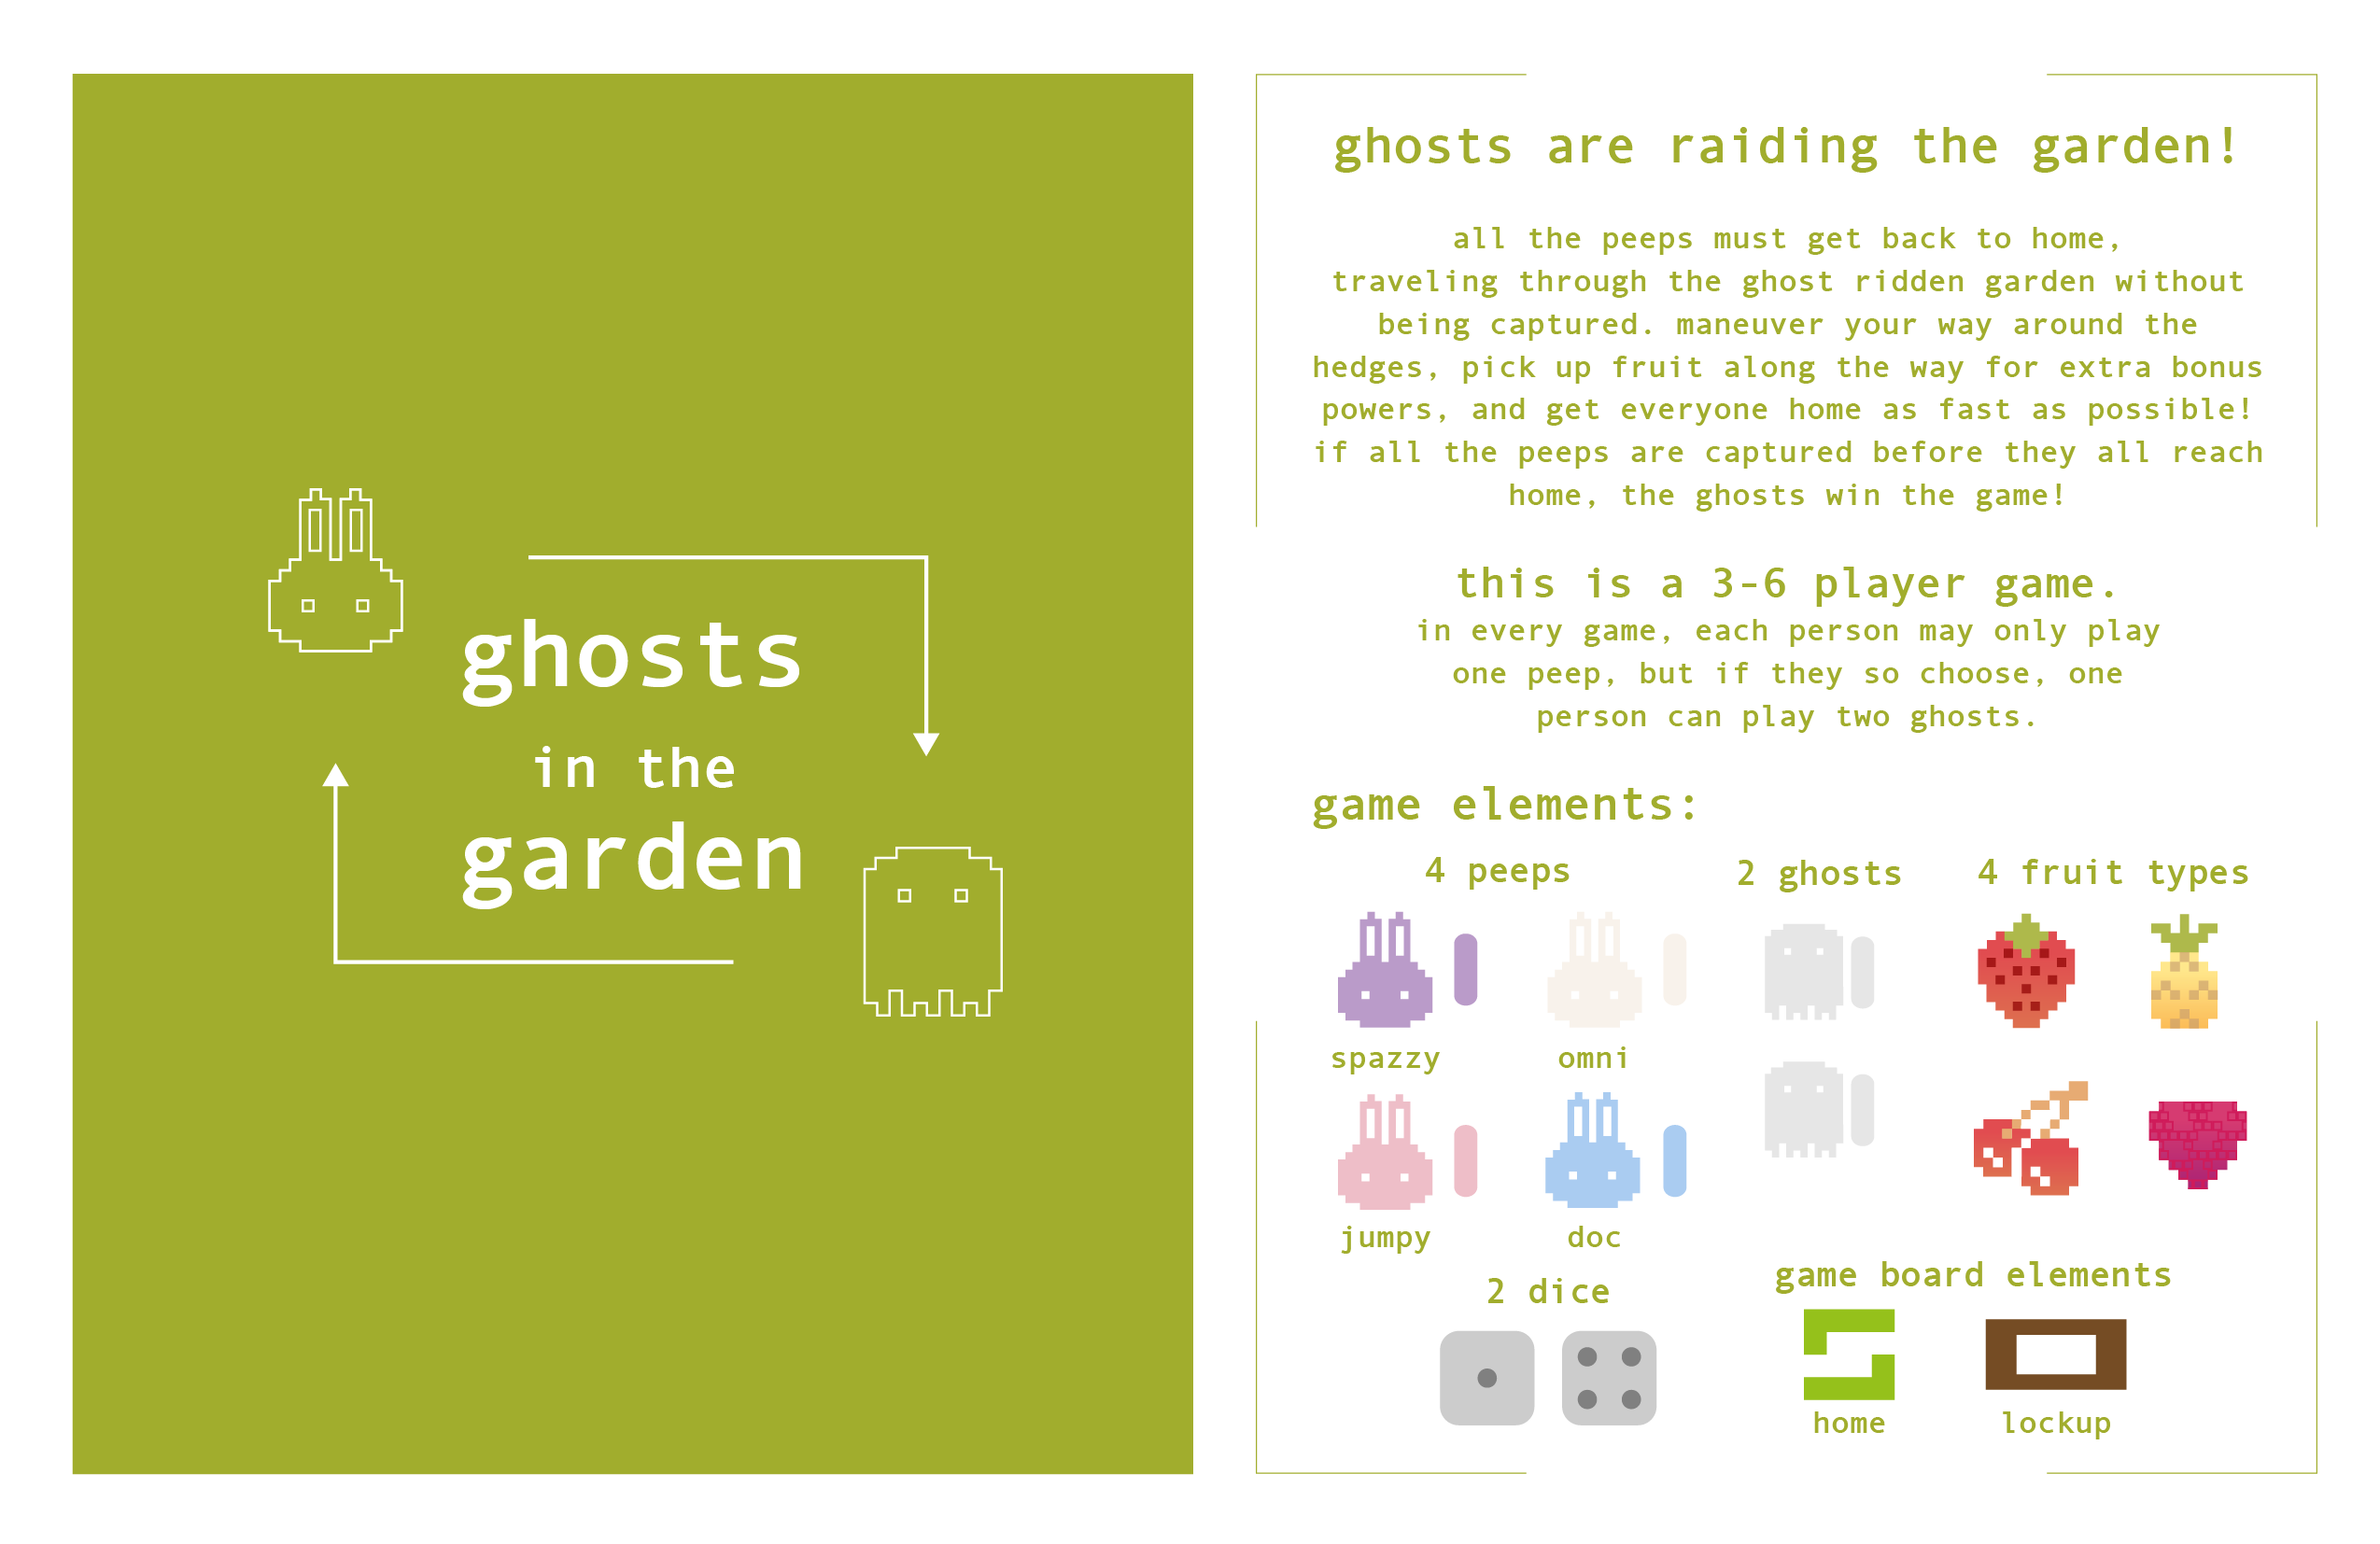 ghosts
in the
garden
ghosts are raiding the garden!
all the peeps must get back to home,
traveling through the ghost ridden garden without
being captured. maneuver your way around the
hedges, pick up fruit along the way for extra bonus
powers, and get everyone home as fast as possible!
if all the peeps are captured before they all reach
home, the ghosts win the game!
this is a 3-6 player game.
in every game, each person may only play
one peep, but if they so choose, one
person can play two ghosts.
game elements:
4 peeps
2 ghosts
4 fruit types
spazzy
omni
jumpy
doc
2 dice
game board elements
home
lockup